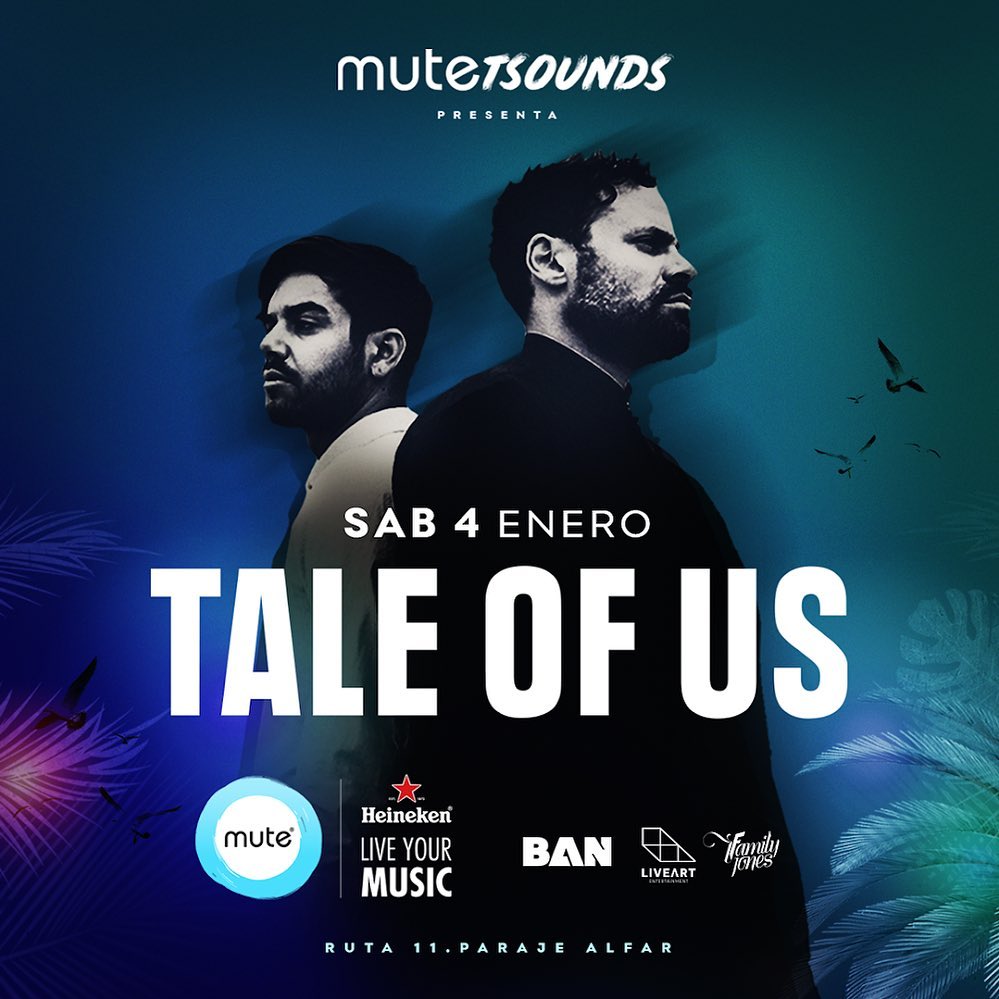 muteTSOUNDS
PRESENTA
SAB 4 ENERO
TALE OF US
mute®
Heineken®
LIVE YOUR
MUSIC
BAN
LIVEART
ENTERTAINMENT
Family
Jones
RUTA 11.PARAJE ALFAR